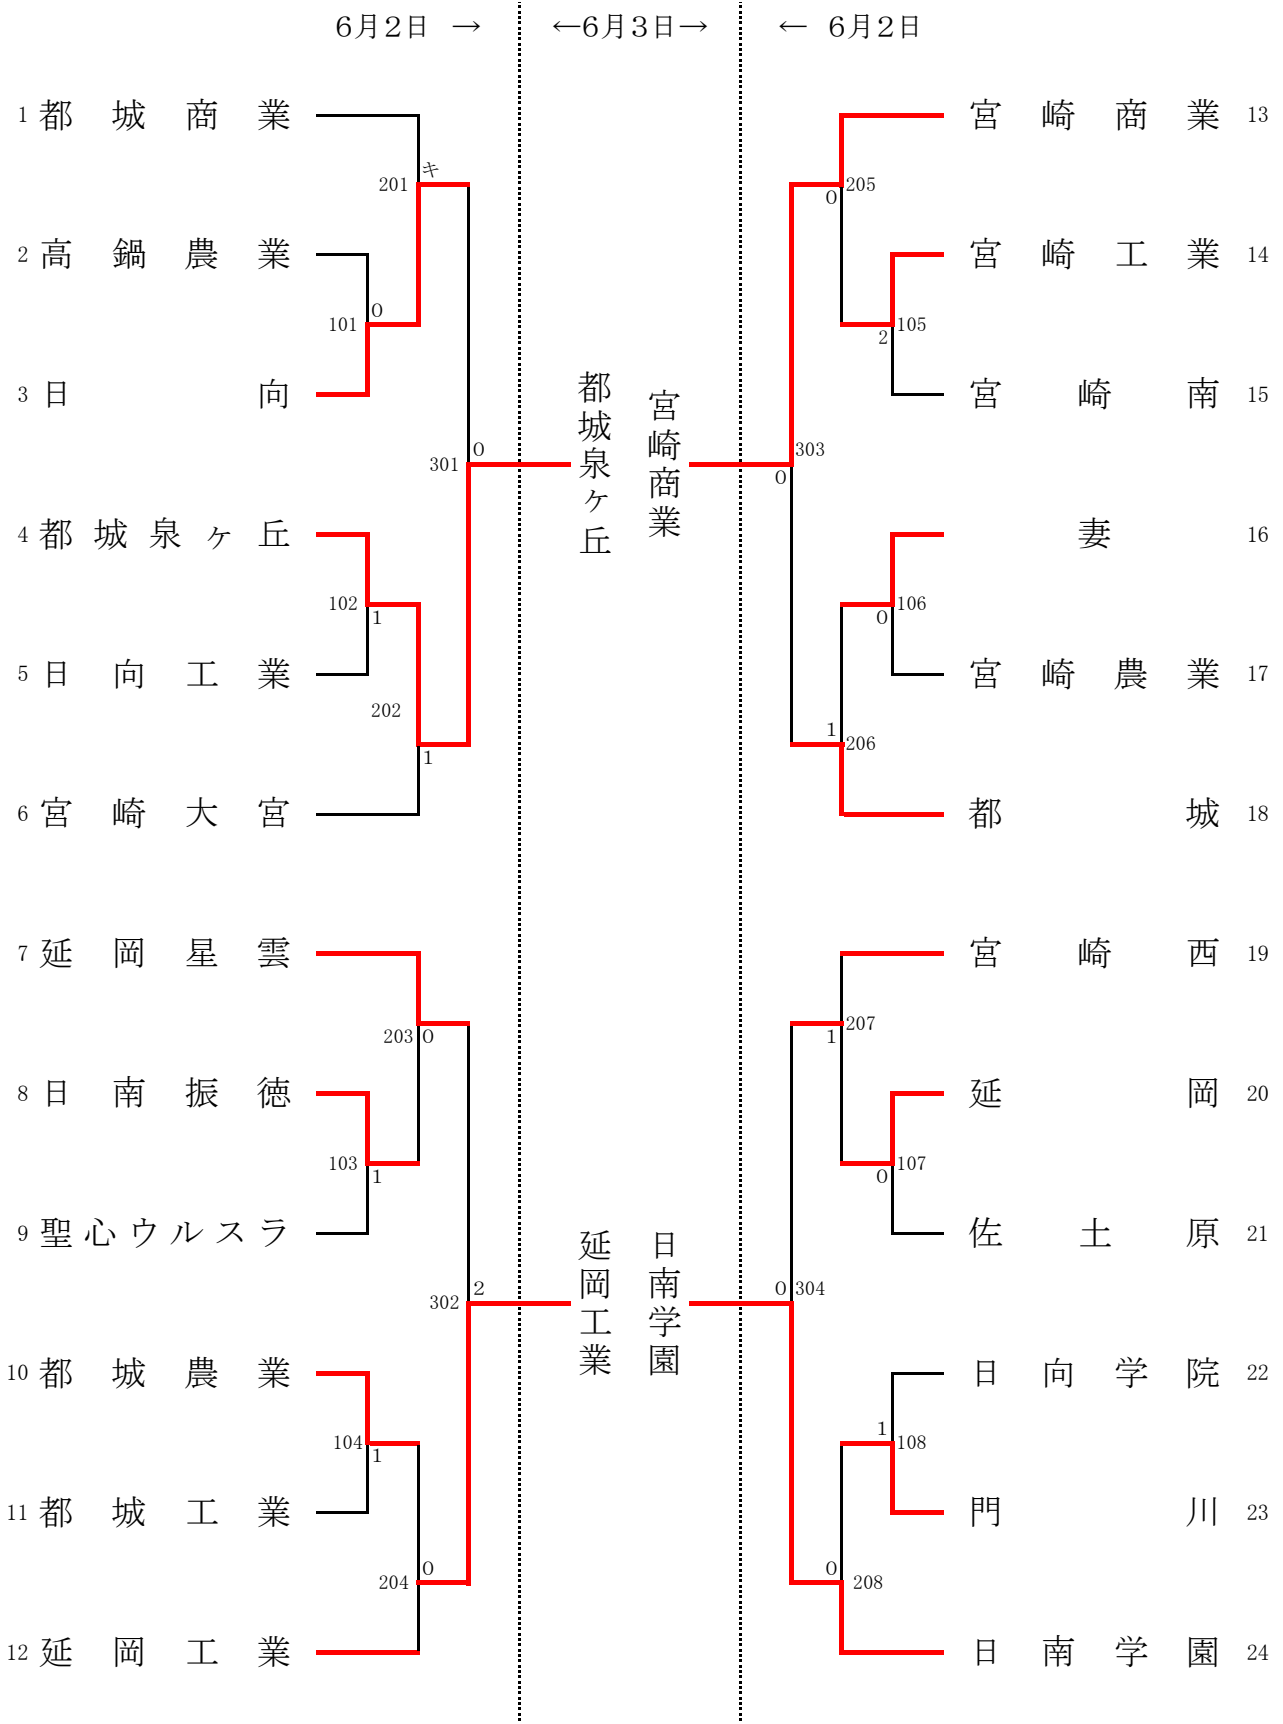 6月2日 → ←6月3日→ ← 6月2日
1 都城商業
宮崎商業 13
キ
201
205
0
2 高鍋農業
宮崎工業 14
0
101
105
2
3 日向
宮崎南 15
都城泉ヶ丘
宮崎商業
0
301
303
0
4 都城泉ヶ丘
妻 16
102
1
106
0
5 日向工業
宮崎農業 17
202
1
1
206
6 宮崎大宮
都城 18
7 延岡星雲
宮崎西 19
203 0
207
1
8 日南振徳
延岡 20
103
1
107
0
9 聖心ウルスラ
佐土原 21
延岡工業
日南学園
2
302
0 304
10 都城農業
日向学院 22
104
1
1
108
11 都城工業
門川 23
0
204
0
208
12 延岡工業
日南学園 24